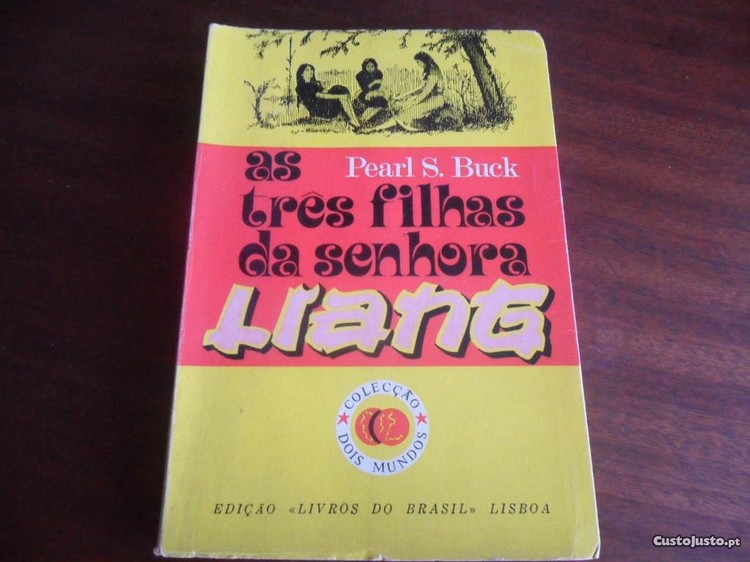 as Pearl S. Buck
três filhas
da senhora
Liang
COLECÇÃO
DOIS MUNDOS
EDIÇÃO «LIVROS DO BRASIL» LISBOA
CustoJusto.pt